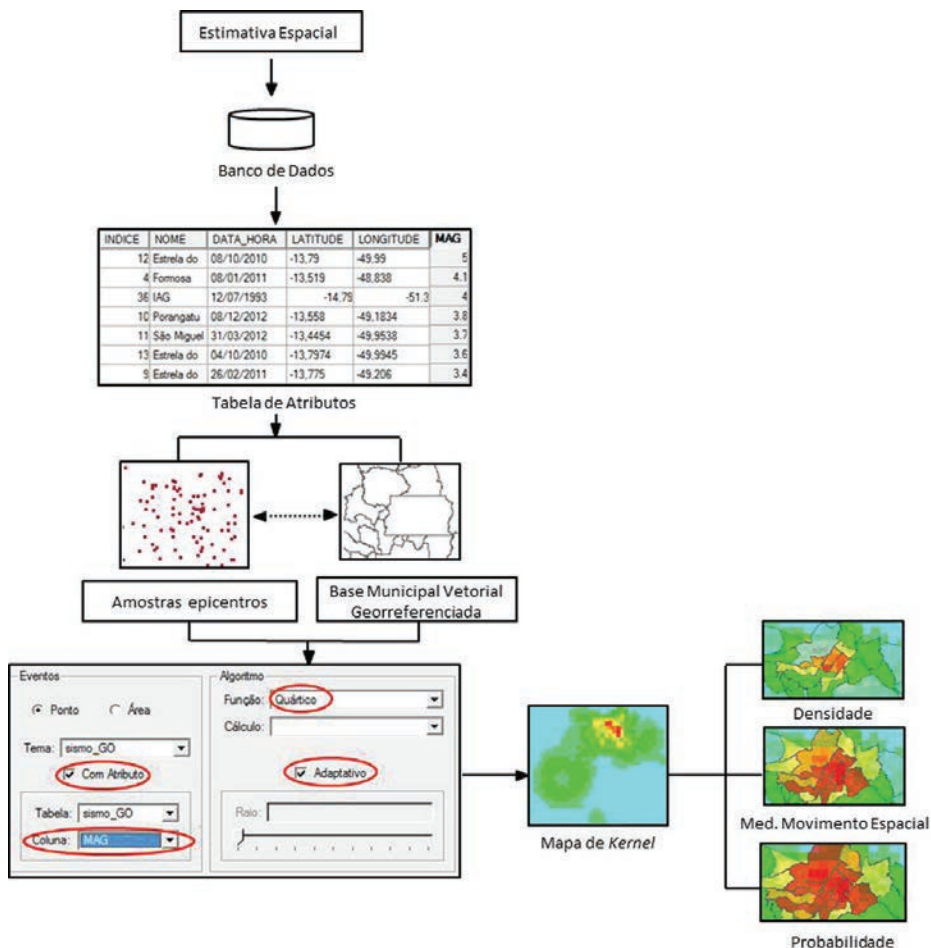 Estimativa Espacial
Banco de Dados
INDICE NOME DATA_HORA LATITUDE LONGITUDE MAG
12 Estrela do 08/10/2010 -13,79 -49,99 5
4 Formosa 08/01/2011 -13,519 -48,838 4.1
36 IAG 12/07/1993 -14,79 -51.3 4
10 Porangatu 08/12/2012 -13,558 -49,1834 3.8
11 São Miguel 31/03/2012 -13,4454 -49,9538 3.7
13 Estrela do 04/10/2010 -13,7974 -49,9945 3.6
9 Estrela do 26/02/2011 -13,775 -49,206 3.4
Tabela de Atributos
Amostras epicentros
Base Municipal Vetorial
Georreferenciada
Eventos
Ponto Área
Tema: sismo_GO
Com Atributo
Tabela: sismo_GO
Coluna: MAG
Algoritmo
Função: Quártico
Cálculo:
Adaptativo
Raio:
Mapa de Kernel
Densidade
Med. Movimento Espacial
Probabilidade